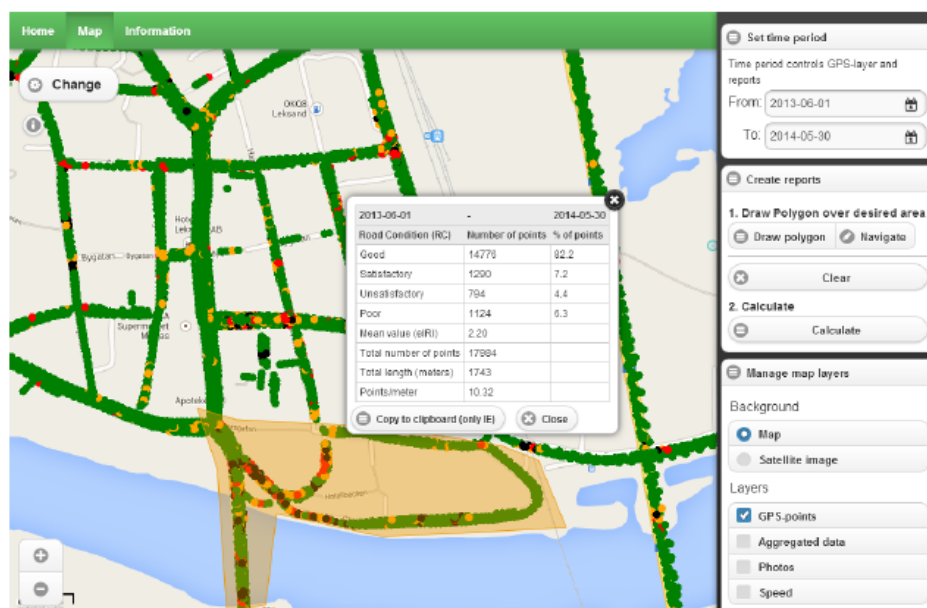 Home Map Information
Change
OKQ8
Leksand
Bygatan
Bygatan
Supermarket
Apoteket
2013-06-01 - 2014-05-30
Road Condition (RC) Number of points % of points
Good 14776 82.2
Satisfactory 1290 7.2
Unsatisfactory 794 4.4
Poor 1124 6.3
Mean value (eIRI) 2.20
Total number of points 17984
Total length (meters) 1743
Points/meter 10.32
Copy to clipboard (only IE) Close
Set time period
Time period controls GPS-layer and
reports
From: 2013-06-01
To: 2014-05-30
Create reports
1. Draw Polygon over desired area
Draw polygon Navigate
Clear
2. Calculate
Calculate
Manage map layers
Background
Map
Satellite image
Layers
GPS-points
Aggregated data
Photos
Speed